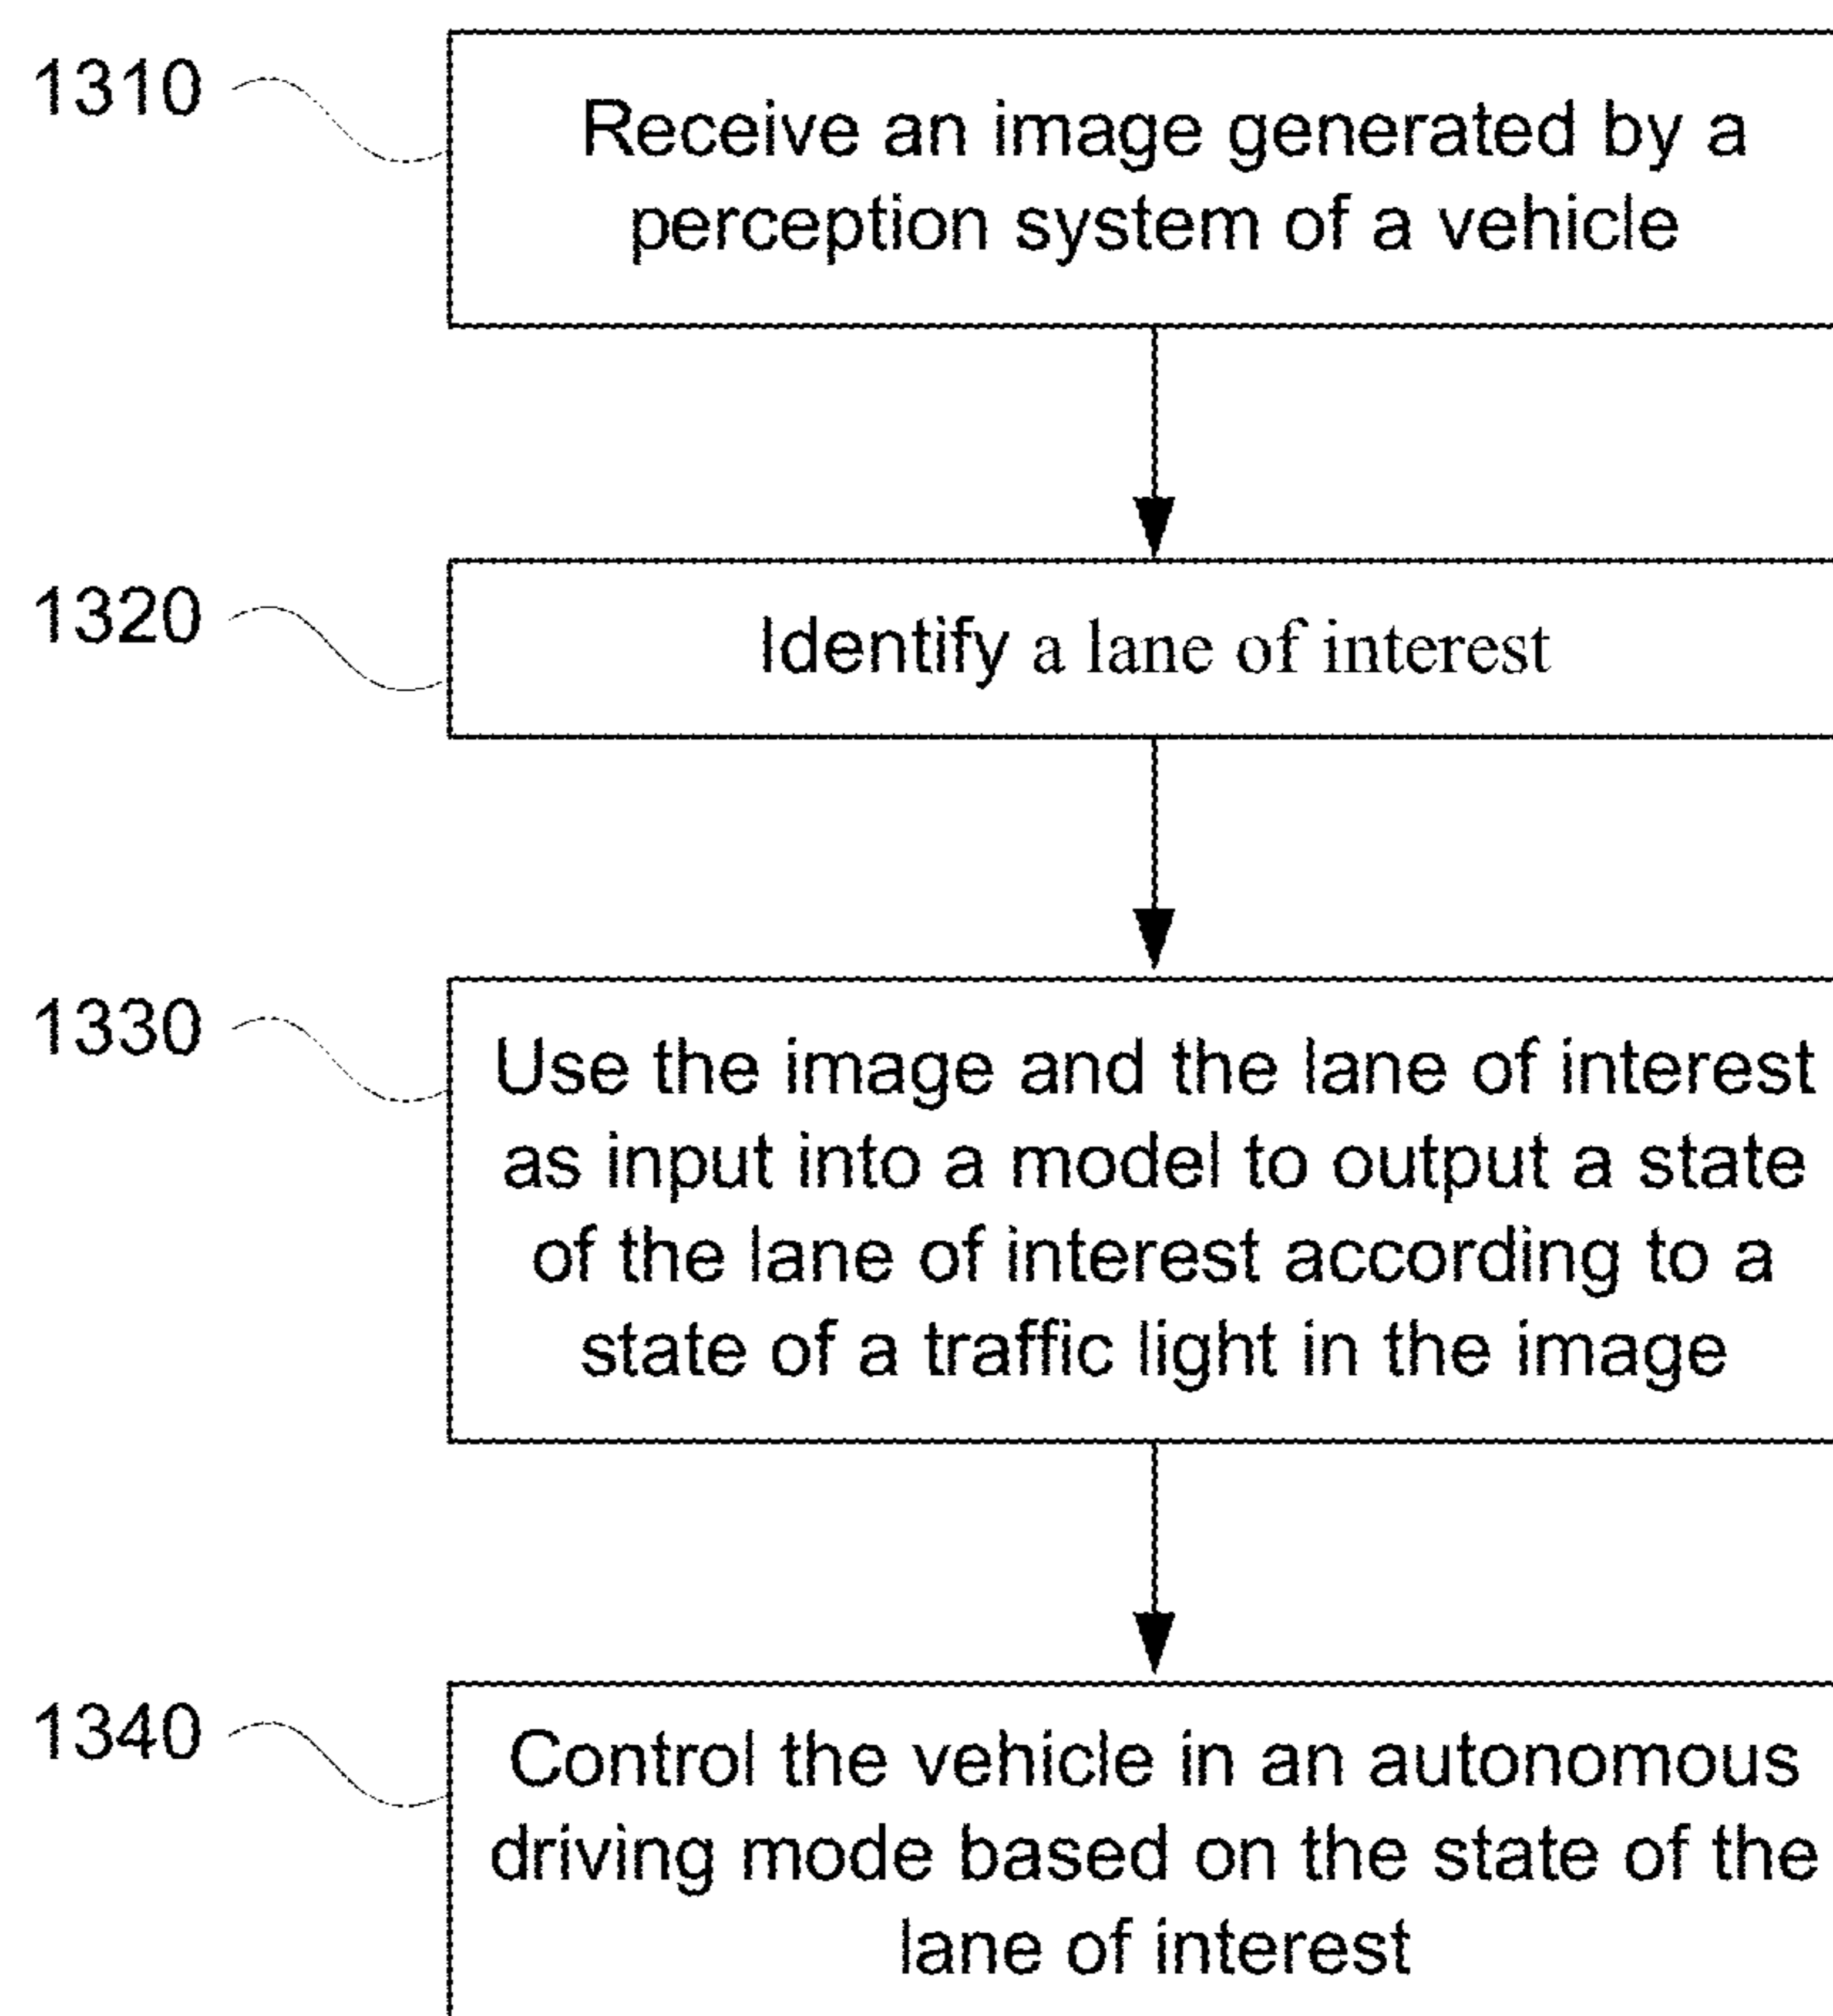 1310
Receive an image generated by a
perception system of a vehicle
1320
Identify a lane of interest
1330
Use the image and the lane of interest
as input into a model to output a state
of the lane of interest according to a
state of a traffic light in the image
1340
Control the vehicle in an autonomous
driving mode based on the state of the
lane of interest